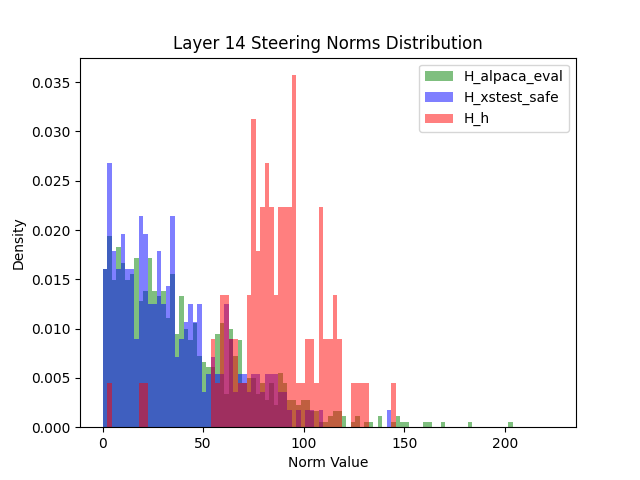 Layer 14 Steering Norms Distribution
H_alpaca_eval
H_xstest_safe
H_h
0.035
0.030
0.025
0.020
0.015
0.010
0.005
0.000
Density
0
50
100
150
200
Norm Value